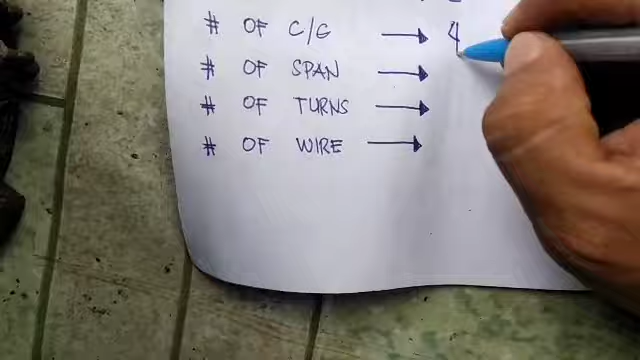 # OF C/G → 4
# OF SPAN →
# OF TURNS →
# OF WIRE →